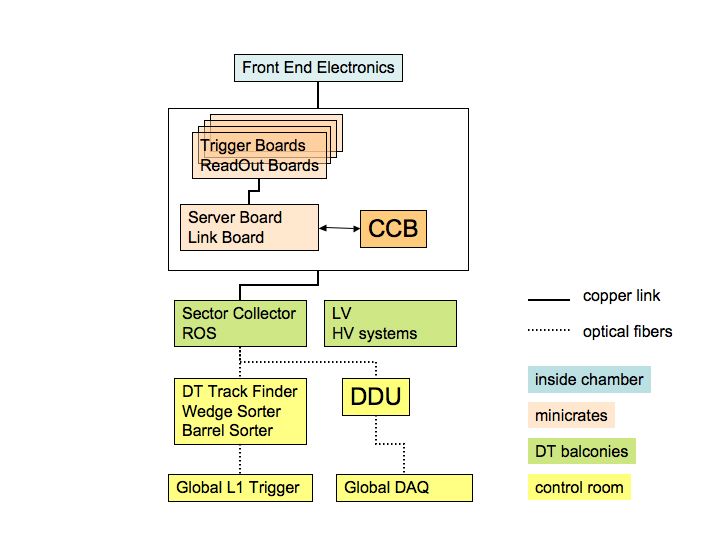 Front End Electronics
Trigger Boards
ReadOut Boards
Server Board
Link Board
CCB
Sector Collector
ROS
LV
HV systems
DT Track Finder
Wedge Sorter
Barrel Sorter
DDU
Global L1 Trigger
Global DAQ
copper link
optical fibers
inside chamber
minicrates
DT balconies
control room